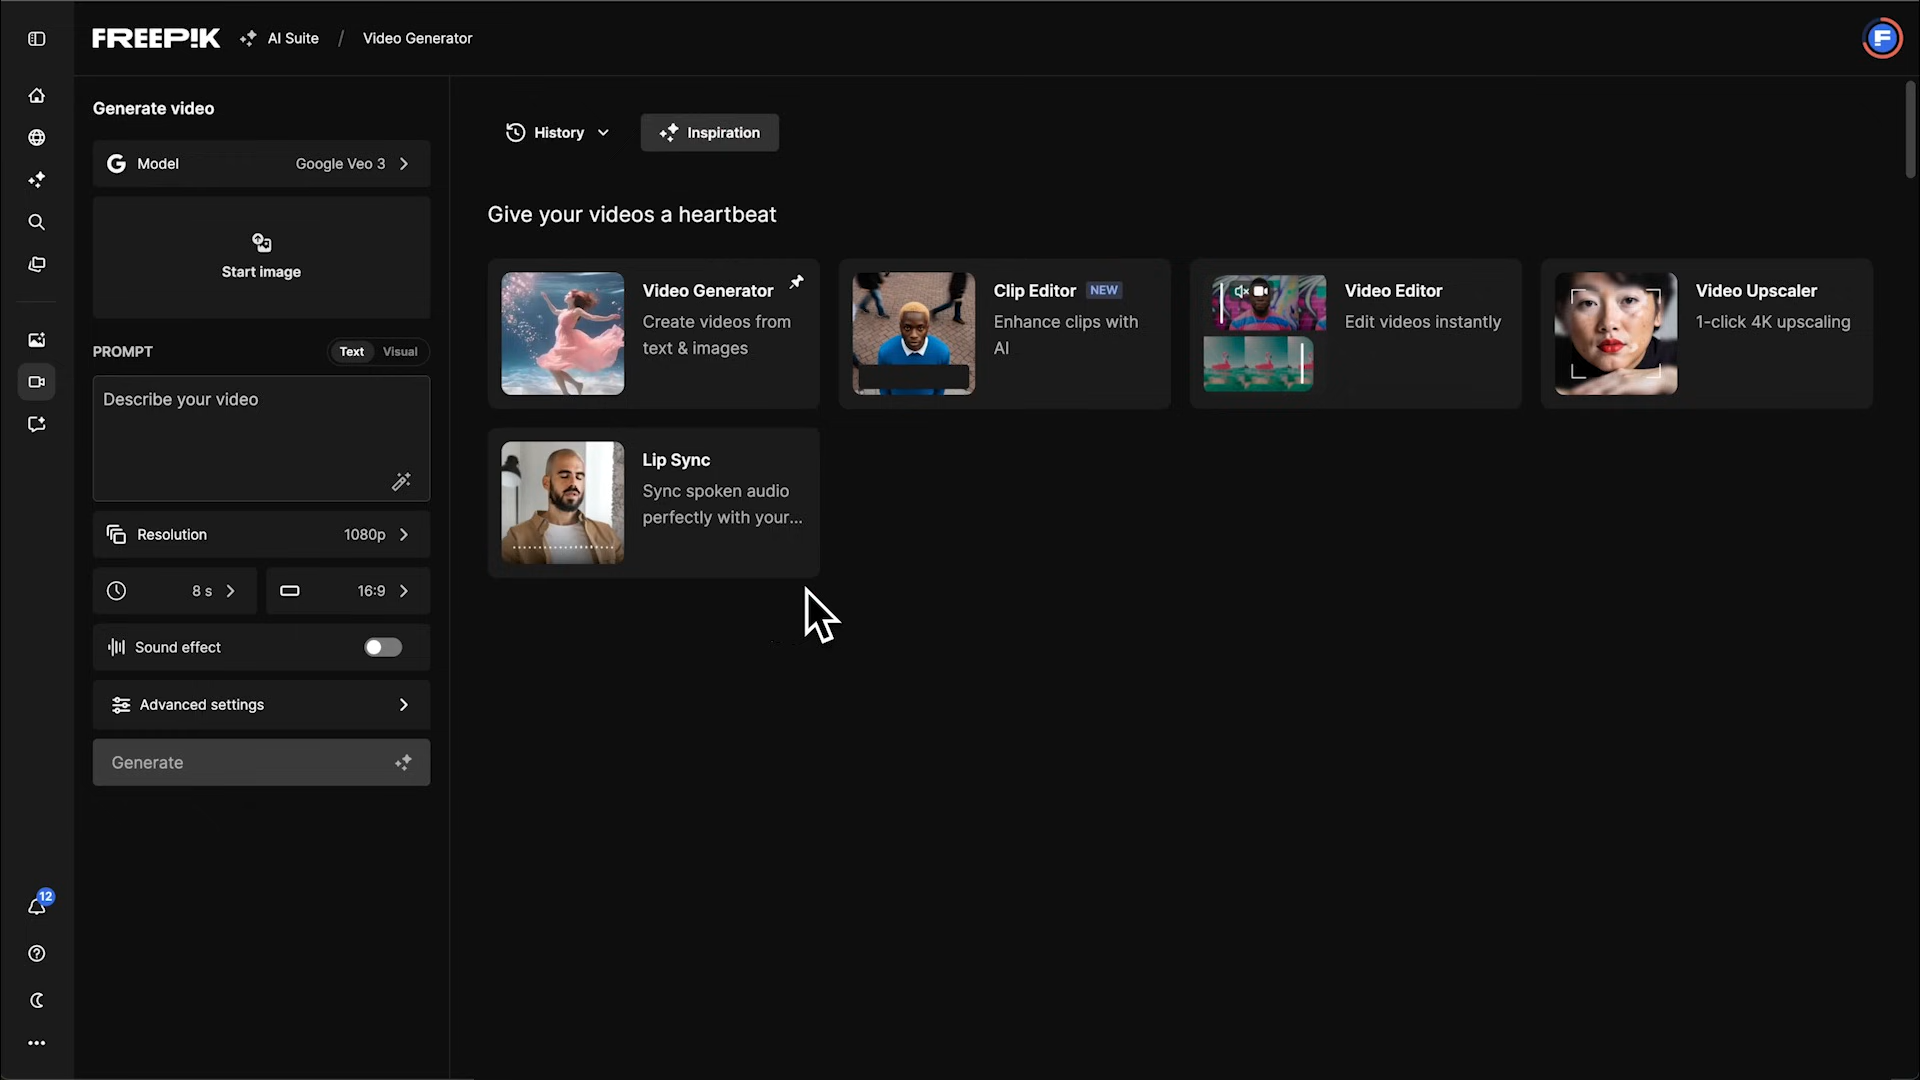 FREEP!K AI Suite / Video Generator
Generate video
Model Google Veo 3
Start image
PROMPT Text Visual
Describe your video
Resolution 1080p
8 s 16:9
Sound effect
Advanced settings
Generate
12
History Inspiration
Give your videos a heartbeat
Video Generator
Create videos from
text & images
Clip Editor NEW
Enhance clips with
AI
Video Editor
Edit videos instantly
Video Upscaler
1-click 4K upscaling
Lip Sync
Sync spoken audio
perfectly with your...